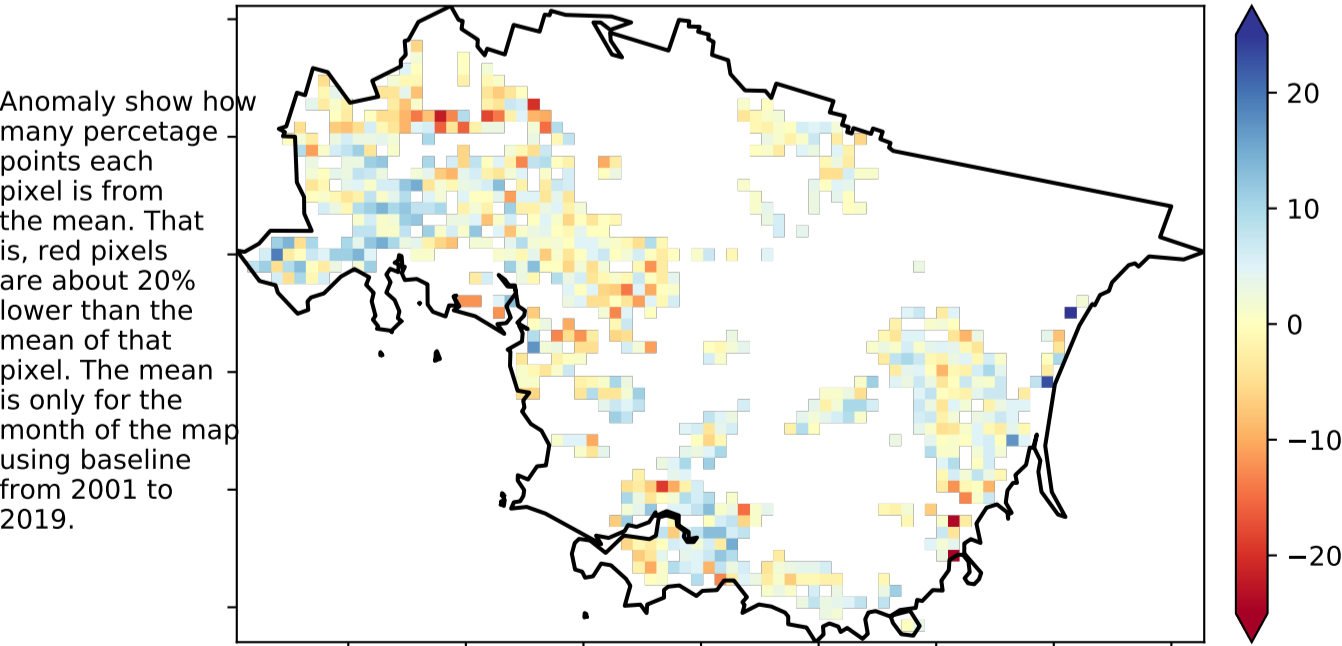 Anomaly show how
many percetage
points each
pixel is from
the mean. That
is, red pixels
are about 20%
lower than the
mean of that
pixel. The mean
is only for the
month of the map
using baseline
from 2001 to
2019.
20
10
0
−10
−20